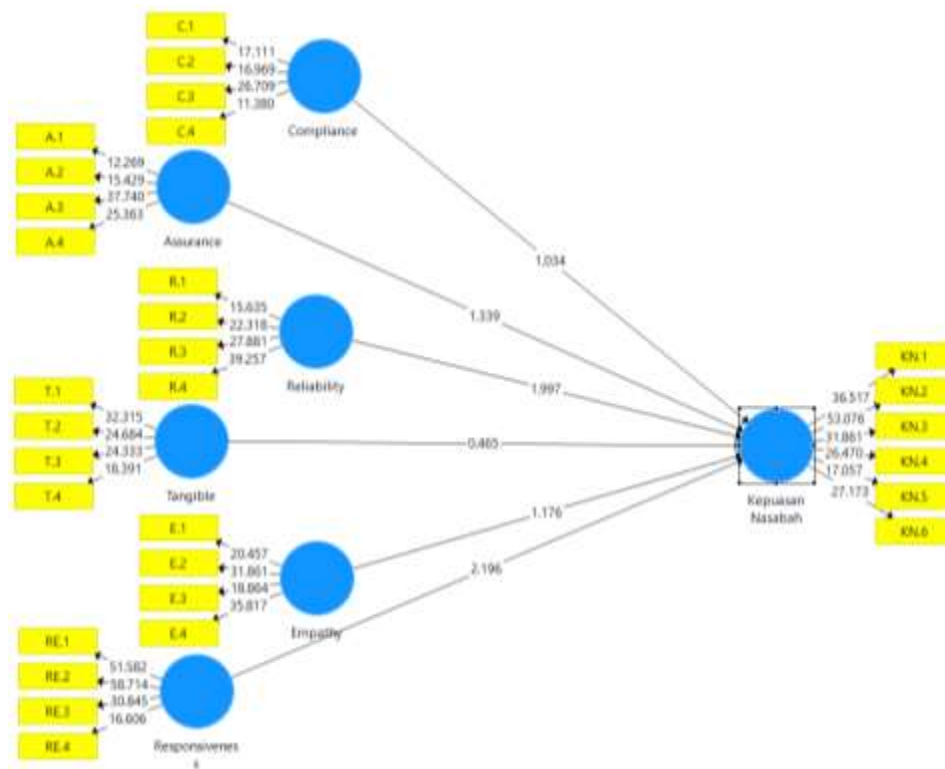 C.1
C.2
C.3
C.4
17.111
16.969
26.709
11.380
Compliance
A.1
A.2
A.3
A.4
12.269
15.429
37.740
25.363
Assurance
R.1
R.2
R.3
R.4
15.635
22.318
27.881
39.257
Reliability
T.1
T.2
T.3
T.4
32.315
24.684
24.333
18.391
Tangible
E.1
E.2
E.3
E.4
20.457
31.861
18.864
35.817
Empathy
RE.1
RE.2
RE.3
RE.4
51.582
58.714
30.845
16.606
Responsivenes
s
1.034
1.339
1.997
0.465
1.176
2.196
Kepuasan
Nasabah
36.517
53.076
31.861
26.470
17.057
27.173
KN.1
KN.2
KN.3
KN.4
KN.5
KN.6